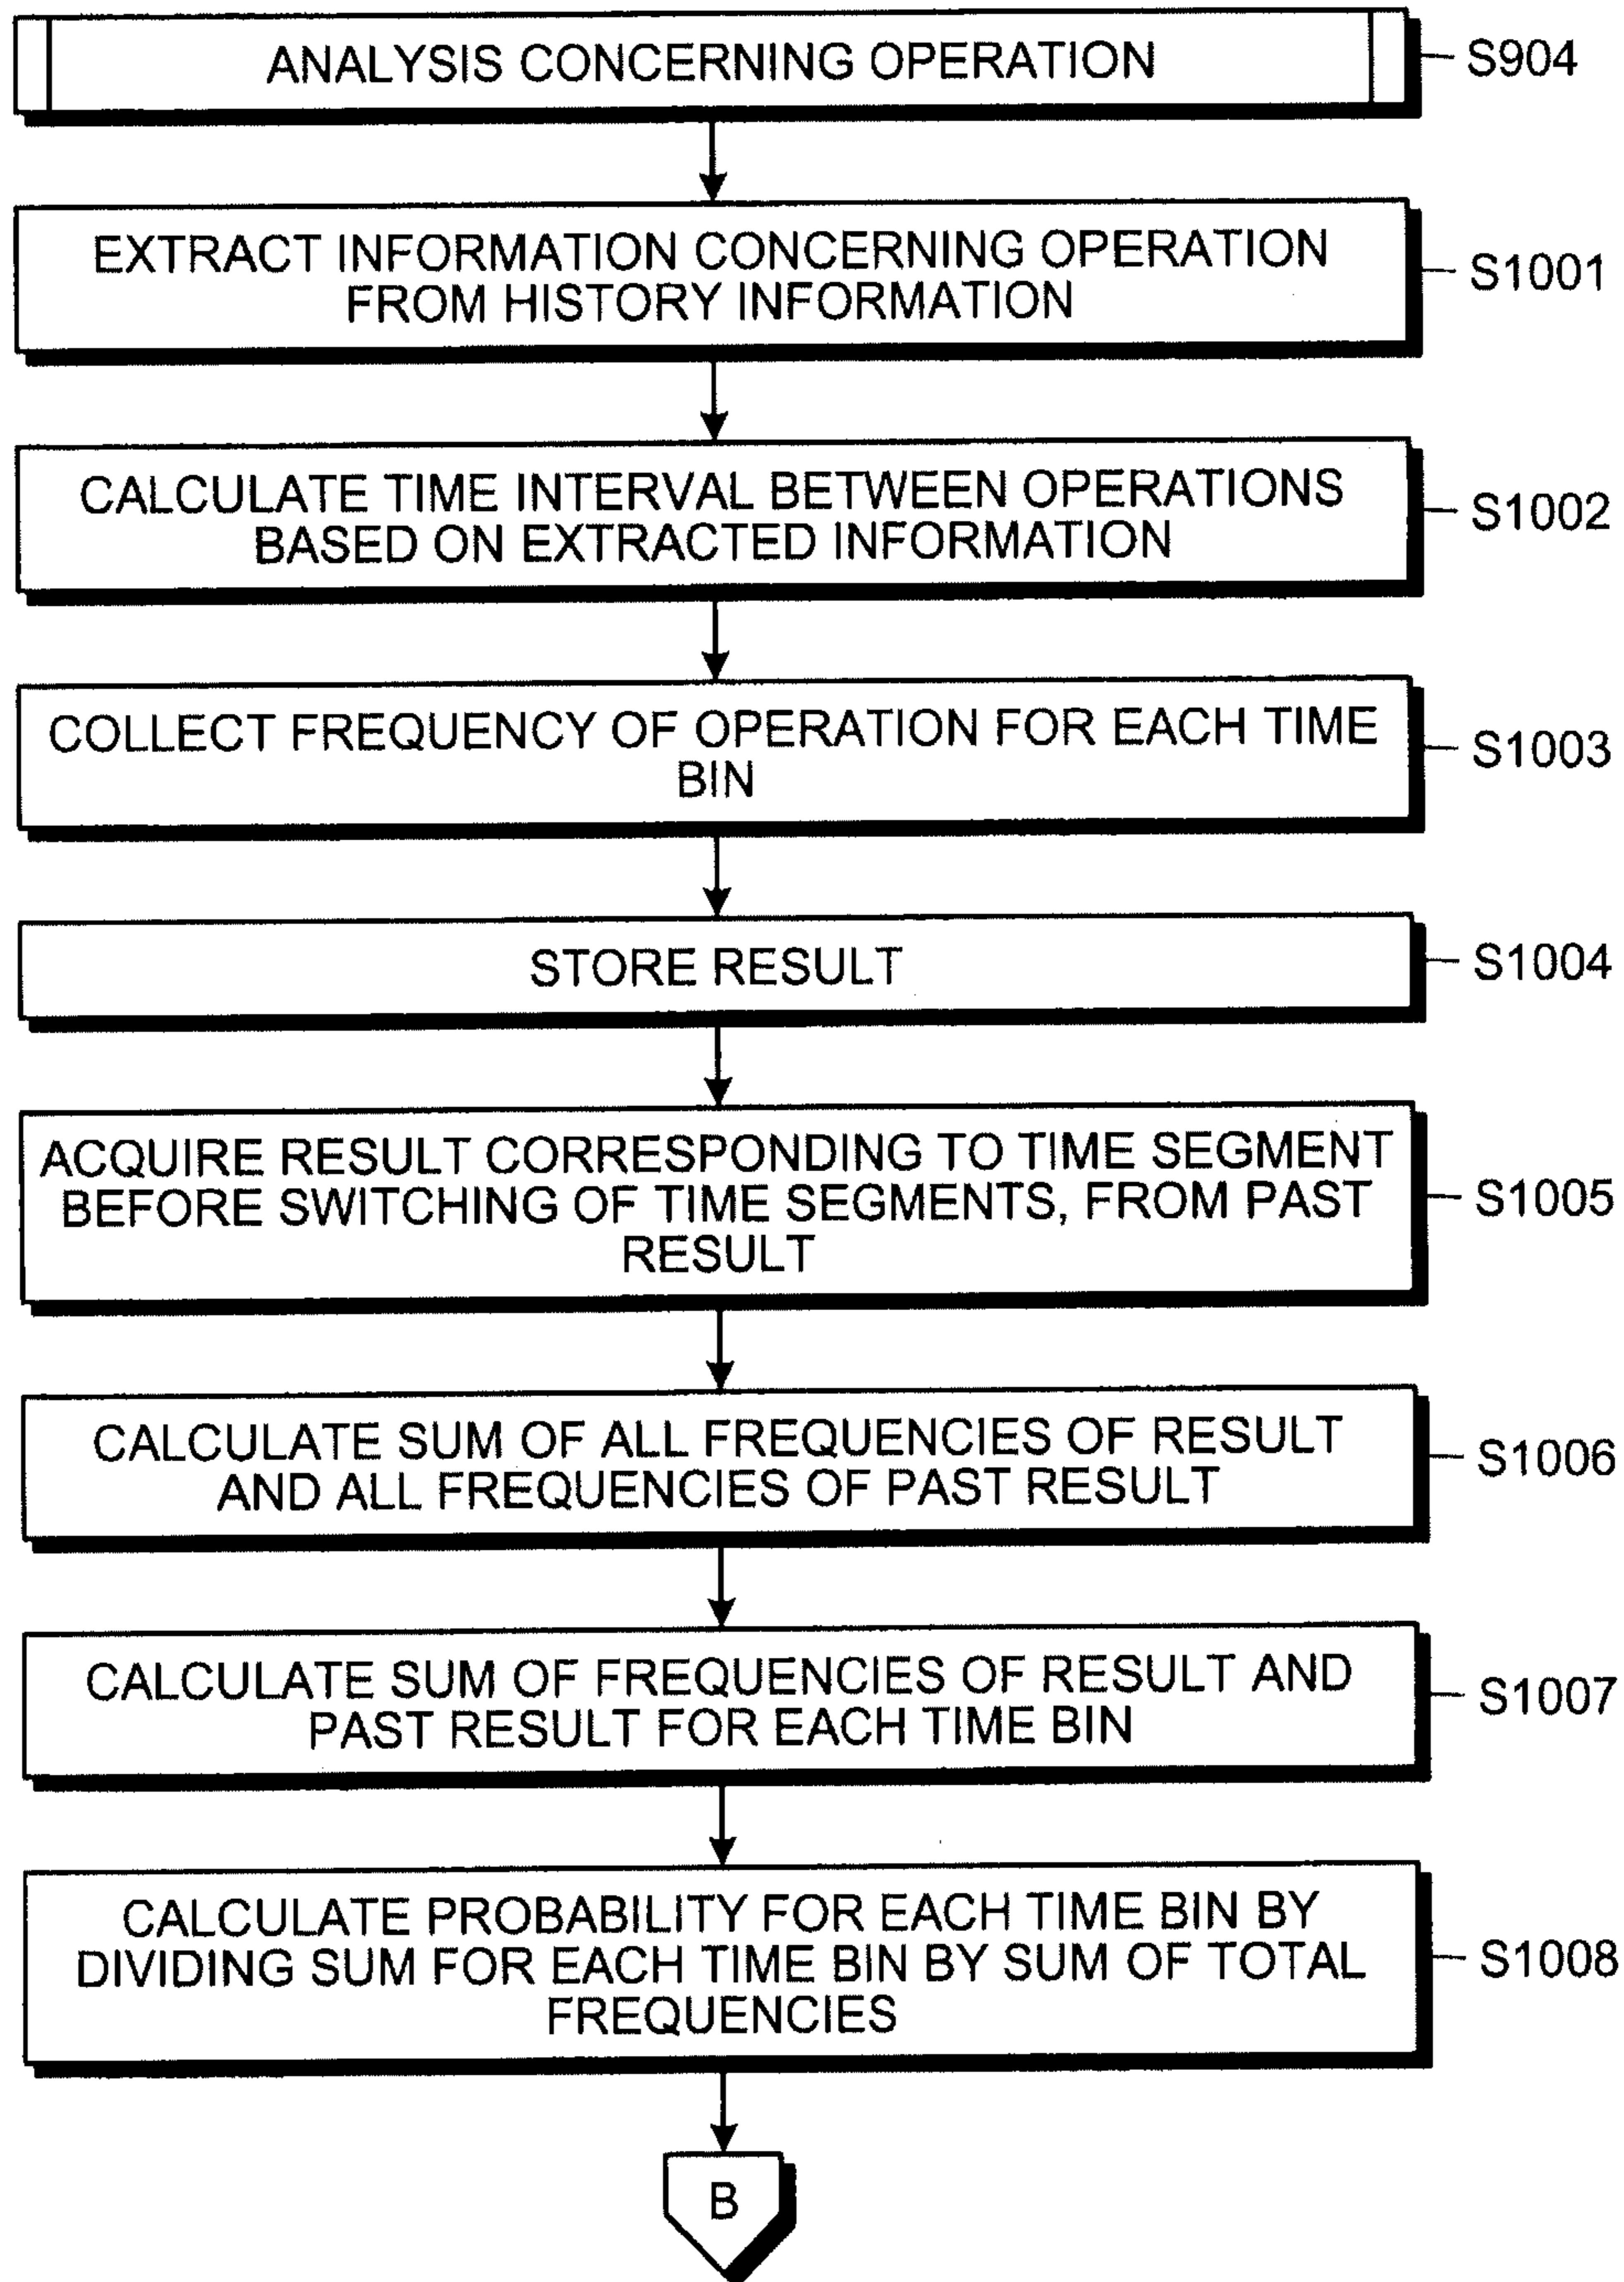 ANALYSIS CONCERNING OPERATION
S904
EXTRACT INFORMATION CONCERNING OPERATION
FROM HISTORY INFORMATION
S1001
CALCULATE TIME INTERVAL BETWEEN OPERATIONS
BASED ON EXTRACTED INFORMATION
S1002
COLLECT FREQUENCY OF OPERATION FOR EACH TIME
BIN
S1003
STORE RESULT
S1004
ACQUIRE RESULT CORRESPONDING TO TIME SEGMENT
BEFORE SWITCHING OF TIME SEGMENTS, FROM PAST
RESULT
S1005
CALCULATE SUM OF ALL FREQUENCIES OF RESULT
AND ALL FREQUENCIES OF PAST RESULT
S1006
CALCULATE SUM OF FREQUENCIES OF RESULT AND
PAST RESULT FOR EACH TIME BIN
S1007
CALCULATE PROBABILITY FOR EACH TIME BIN BY
DIVIDING SUM FOR EACH TIME BIN BY SUM OF TOTAL
FREQUENCIES
S1008
B